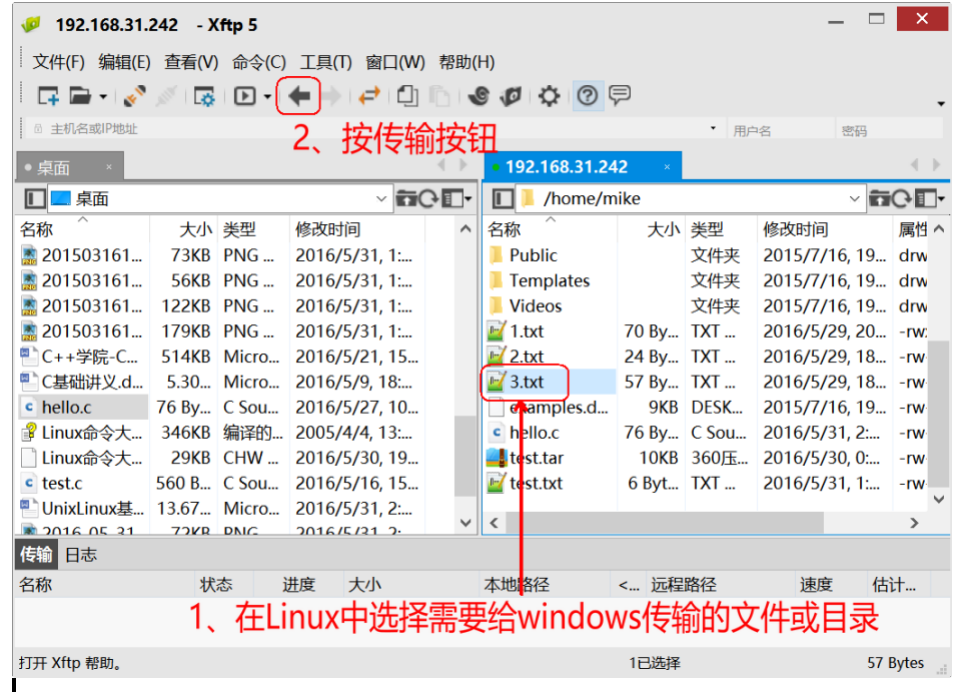 192.168.31.242 - Xftp 5
文件(F) 编辑(E) 查看(V) 命令(C) 工具(T) 窗口(W) 帮助(H)
主机名或IP地址 用户名 密码
2、按传输按钮
桌面 × 192.168.31.242 ×
桌面 /home/mike
名称 大小 类型 修改时间 名称 大小 类型 修改时间 属性
201503161... 73KB PNG ... 2016/5/31, 1:... Public 文件夹 2015/7/16, 19... drw
201503161... 56KB PNG ... 2016/5/31, 1:... Templates 文件夹 2015/7/16, 19... drw
201503161... 122KB PNG ... 2016/5/31, 1:... Videos 文件夹 2015/7/16, 19... drw
201503161... 179KB PNG ... 2016/5/31, 1:... 1.txt 70 By... TXT ... 2016/5/29, 20... -rw
C++学院-C... 514KB Micro... 2016/5/21, 15... 2.txt 24 By... TXT ... 2016/5/29, 18... -rw
C基础讲义.d... 5.30... Micro... 2016/5/9, 18:... 3.txt 57 By... TXT ... 2016/5/29, 18... -rw
hello.c 76 By... C Sou... 2016/5/27, 10... examples.d... 9KB DESK... 2015/7/16, 19... -rw
Linux命令大... 346KB 编译的... 2005/4/4, 13:... hello.c 76 By... C Sou... 2016/5/31, 2:... -rw
Linux命令大... 29KB CHW ... 2016/5/30, 19... test.tar 10KB 360压... 2016/5/30, 0:... -rw
test.c 560 B... C Sou... 2016/5/16, 15... test.txt 6 Byt... TXT ... 2016/5/31, 1:... -rw
UnixLinux基... 13.67... Micro... 2016/5/31, 2:...
2016-05-31 72KB PNG 2016/5/31, 2:
传输 日志
名称 状态 进度 大小 本地路径 <... 远程路径 速度 估计...
1、在Linux中选择需要给windows传输的文件或目录
打开 Xftp 帮助。 1已选择 57 Bytes